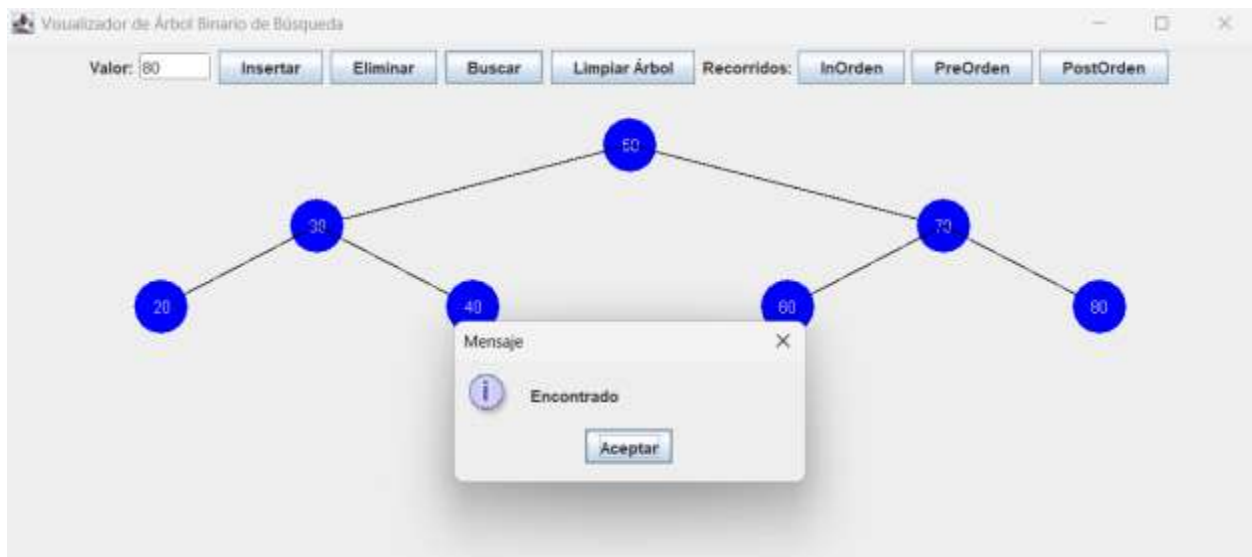 Visualizador de Árbol Binario de Búsqueda
Valor: 80 Insertar Eliminar Buscar Limpiar Árbol Recorridos: InOrden PreOrden PostOrden
50
30 70
20 40 60 80
Mensaje
Encontrado
Aceptar